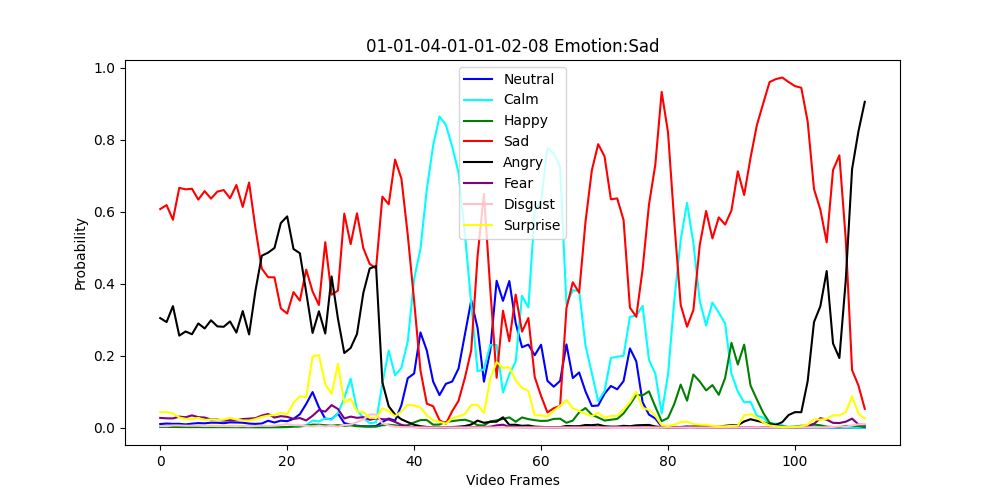 01-01-04-01-01-02-08 Emotion:Sad
1.0
0.8
0.6
0.4
0.2
0.0
Probability
Neutral
Calm
Happy
Sad
Angry
Fear
Disgust
Surprise
0 20 40 60 80 100
Video Frames